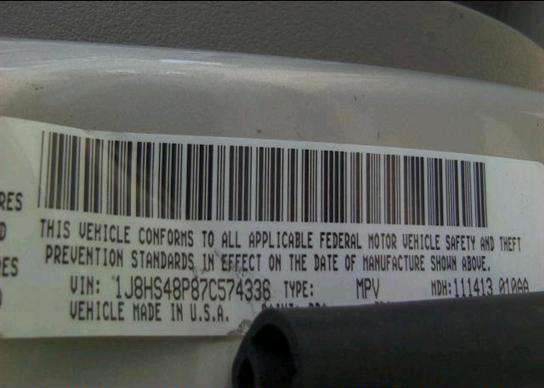 RES
THIS VEHICLE CONFORMS TO ALL APPLICABLE FEDERAL MOTOR VEHICLE SAFETY AND THEFT
PREVENTION STANDARDS IN EFFECT ON THE DATE OF MANUFACTURE SHOWN ABOVE.
VIN: 1J8HS48P87C574336 TYPE: MPV MDH:111413 010AA
VEHICLE MADE IN U.S.A.